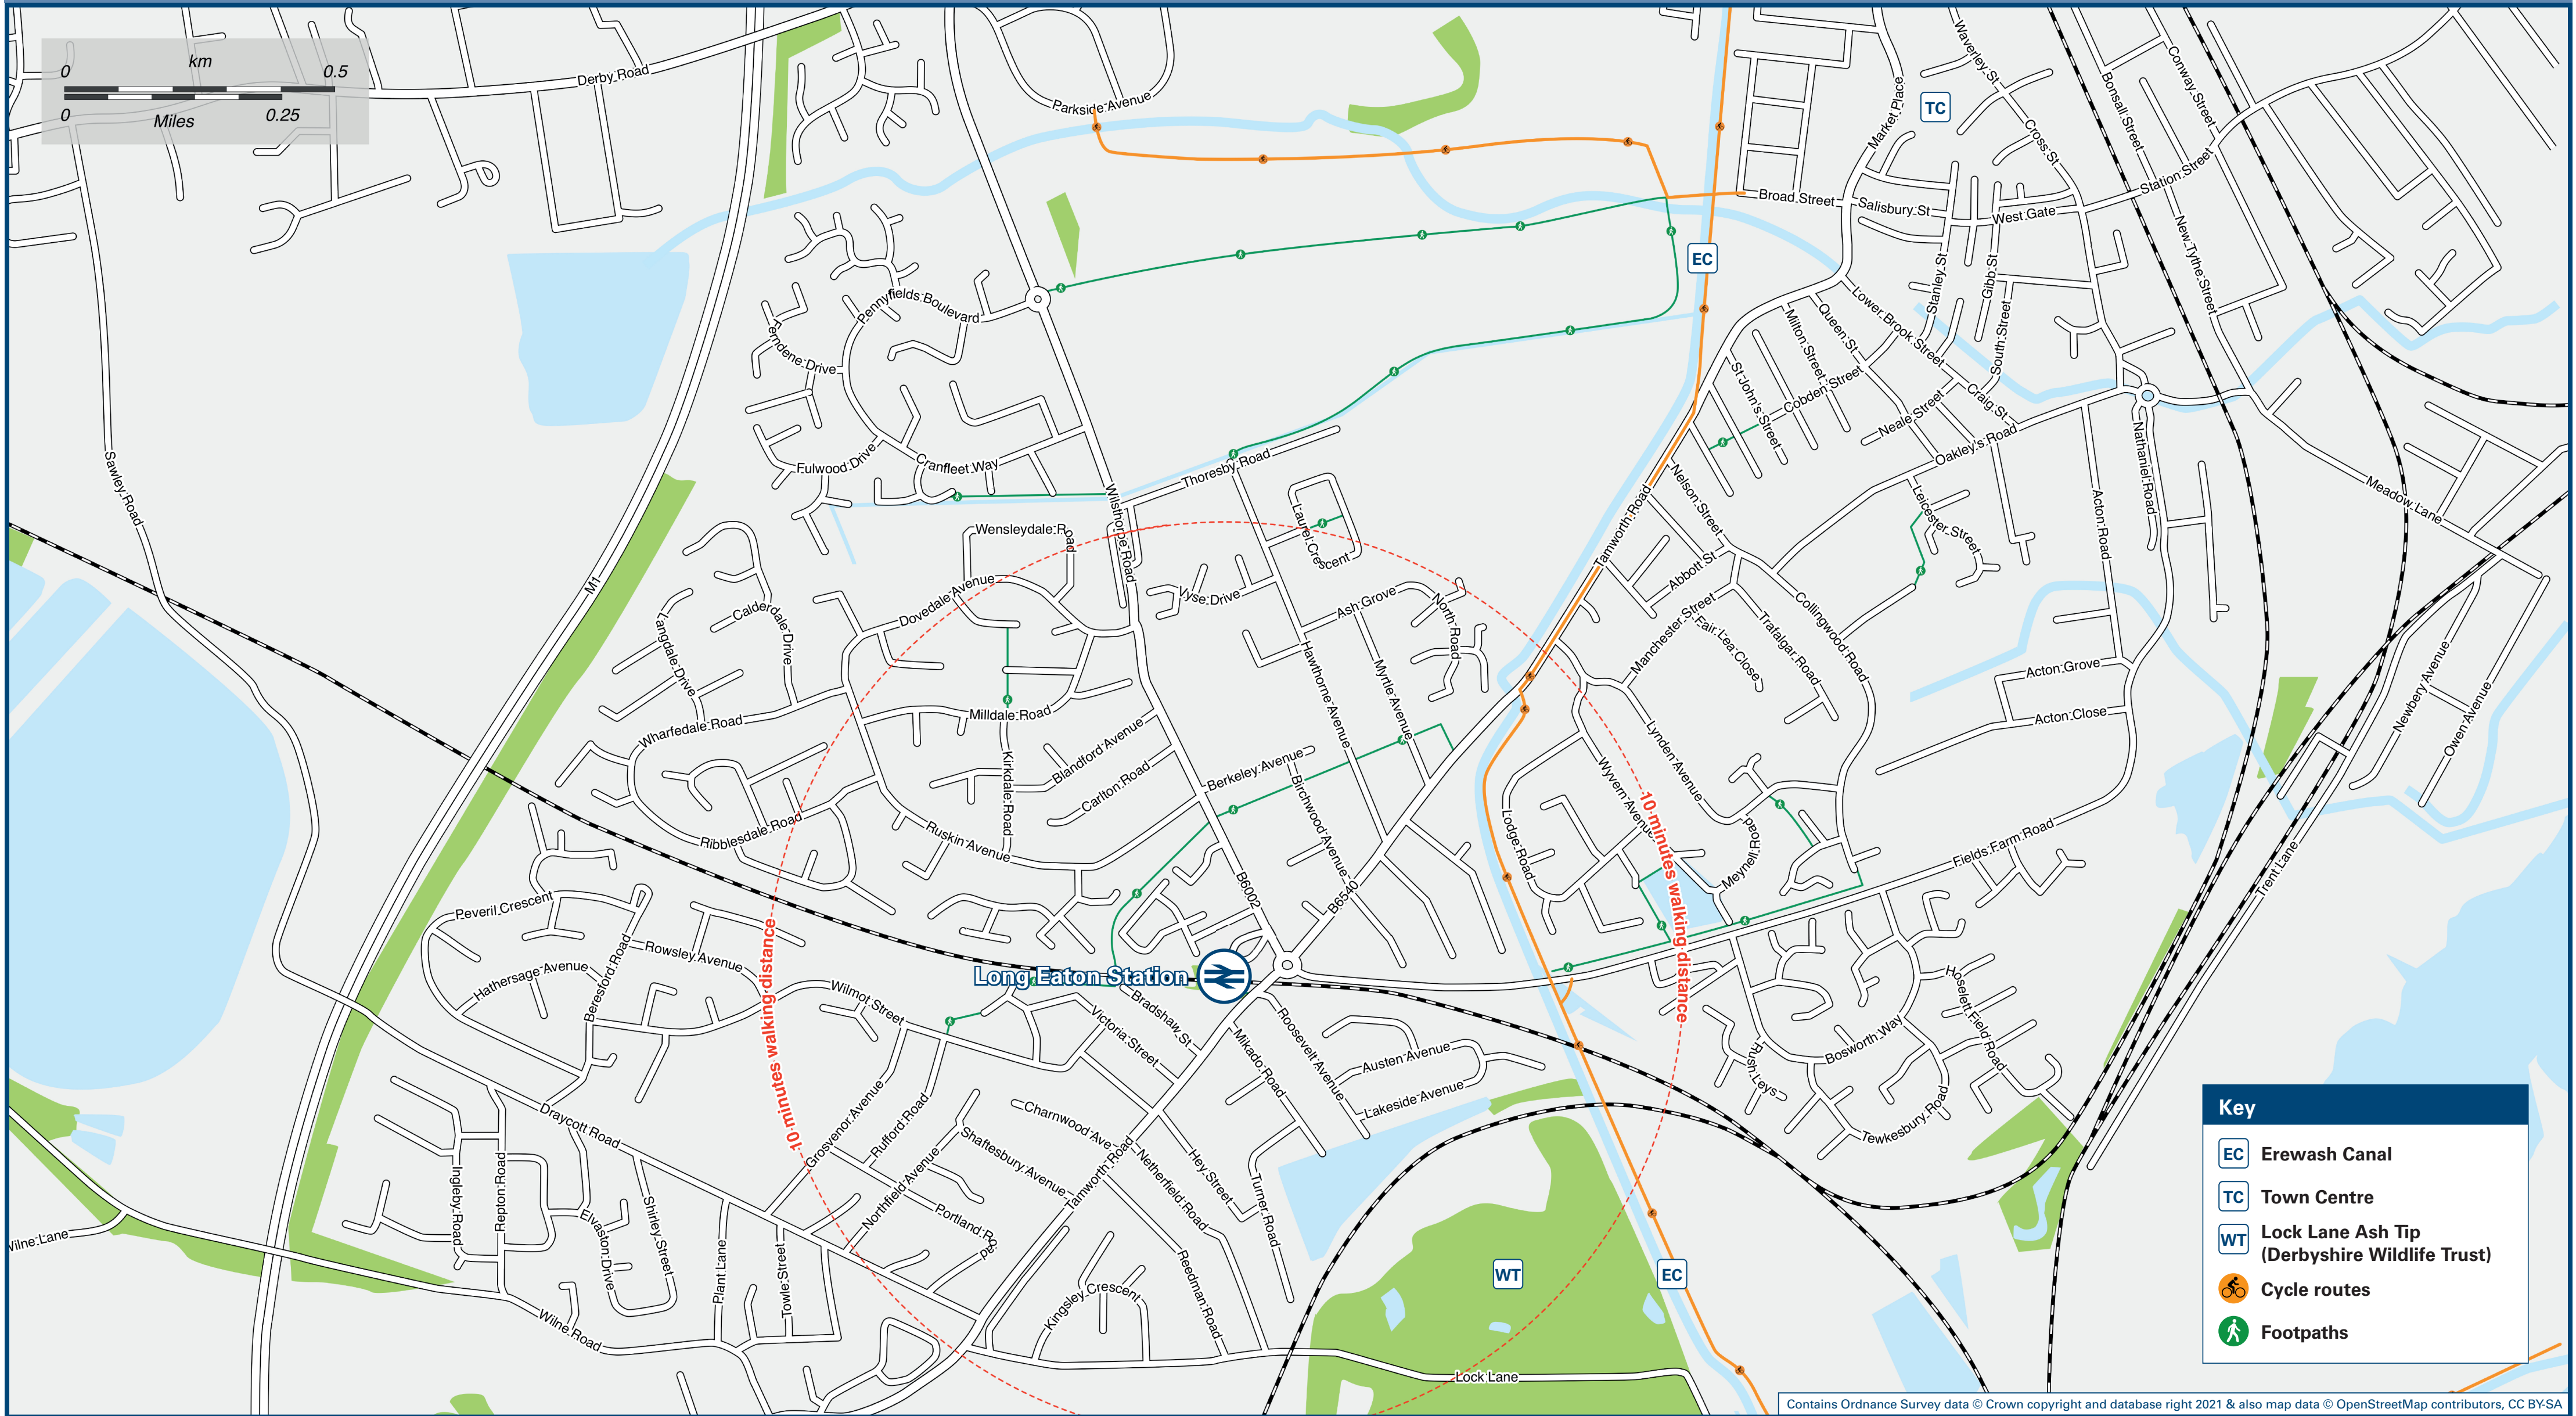 km
0
0.5
0
0.25
Miles
Derby Road
Parkside Avenue
Waverley St
TC
Market Place
Cross St
Bonsall Street
Conway Street
Station Street
Broad Street
Salisbury St
West Gate
New Tythe Street
EC
Stanley St
Gibb St
South Street
Lower Brook Street
Queen St
Milton Street
St John's Street
Cobden Street
Neale Street
Craig St
Oakley's Road
Pennyfields Boulevard
Ferndene Drive
Fulwood Drive
Cranfleet Way
Thoresby Road
Wilsthorpe Road
Sawley Road
M1
Wensleydale Road
Laurel Crescent
Nelson Street
Tamworth Road
Leicester Street
Acton Road
Nathaniel Road
Meadow Lane
Dovedale Avenue
Vyse Drive
Ash Grove
North Road
Abbott St
Manchester Street
Fair Lea Close
Trafalgar Road
Collingwood Road
Calderdale Drive
Langdale Drive
Hawthorne Avenue
Myrtle Avenue
Acton Grove
Acton Close
Newbery Avenue
Owen Avenue
Wharfedale Road
Milldale Road
Kirkdale Road
Blandford Avenue
Carlton Road
Berkeley Avenue
Birchwood Avenue
Lynden Avenue
Wyvern Avenue
Lodge Road
Meynell Road
10 minutes walking distance
Ribblesdale Road
Ruskin Avenue
Fields Farm Road
Trent Lane
B6002
B6540
Peveril Crescent
Rowsley Avenue
Hathersage Avenue
Beresford Road
10 minutes walking distance
Long Eaton Station
Wilmot Street
Bradshaw St
Victoria Street
Roosevelt Avenue
Mikado Road
Austen Avenue
Lakeside Avenue
Hoselett Field Road
Bosworth Way
Rush Leys
Tewkesbury Road
Draycott Road
Grosvenor Avenue
Rufford Road
Northfield Avenue
Charnwood Ave
Shaftesbury Avenue
Tamworth Road
Netherfield Road
Hey Street
Turner Road
Portland Road
Ingleby Road
Repton Road
Elvaston Drive
Shirley Street
Plant Lane
Towle Street
Wilne Lane
Wilne Road
Kingsley Crescent
Reedman Road
Lock Lane
WT
EC
Key
EC Erewash Canal
TC Town Centre
WT Lock Lane Ash Tip
(Derbyshire Wildlife Trust)
Cycle routes
Footpaths
Contains Ordnance Survey data © Crown copyright and database right 2021 & also map data © OpenStreetMap contributors, CC BY-SA